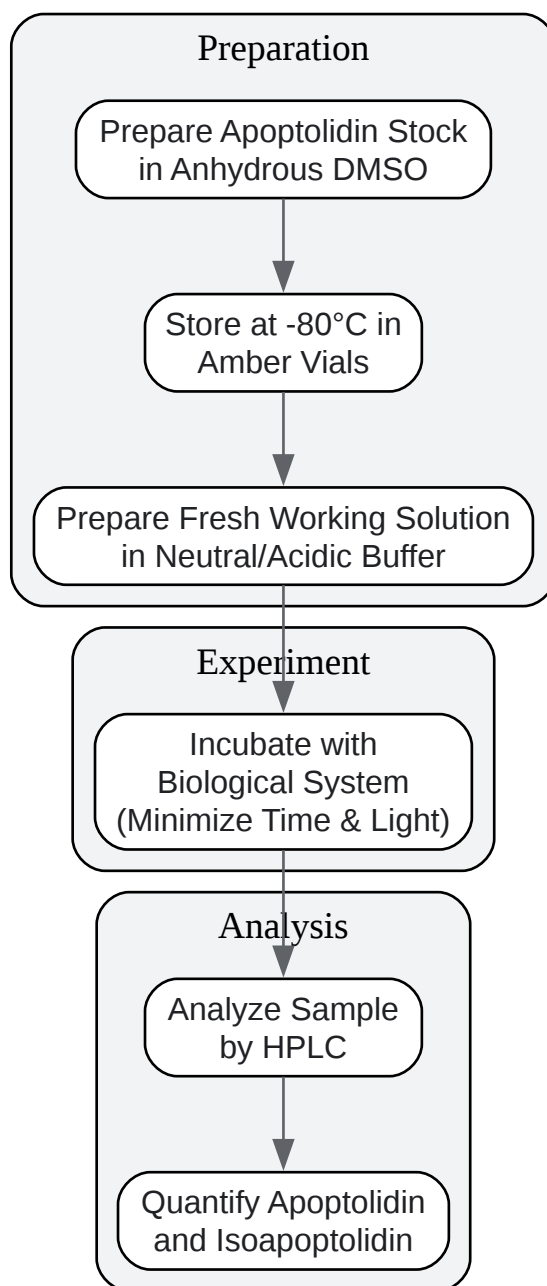 Preparation
Prepare Apoptolidin Stock
in Anhydrous DMSO
Store at -80°C in
Amber Vials
Prepare Fresh Working Solution
in Neutral/Acidic Buffer
Experiment
Incubate with
Biological System
(Minimize Time & Light)
Analysis
Analyze Sample
by HPLC
Quantify Apoptolidin
and Isoapoptolidin